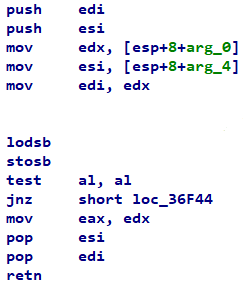 push edi
push esi
mov edx, [esp+8+arg_0]
mov esi, [esp+8+arg_4]
mov edi, edx
lodsb
stosb
test al, al
jnz short loc_36F44
mov eax, edx
pop esi
pop edi
retn